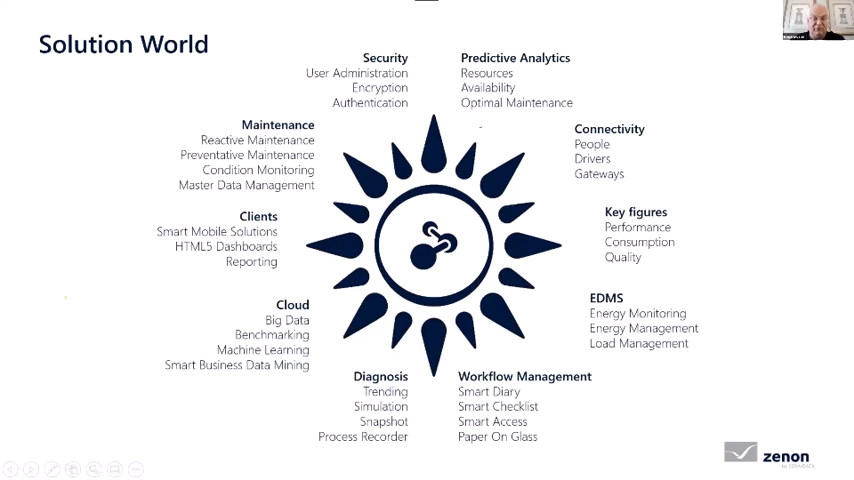 Solution World
Security
User Administration
Encryption
Authentication
Predictive Analytics
Resources
Availability
Optimal Maintenance
Maintenance
Reactive Maintenance
Preventative Maintenance
Condition Monitoring
Master Data Management
Connectivity
People
Drivers
Gateways
Clients
Smart Mobile Solutions
HTML5 Dashboards
Reporting
Key figures
Performance
Consumption
Quality
Cloud
Big Data
Benchmarking
Machine Learning
Smart Business Data Mining
EDMS
Energy Monitoring
Energy Management
Load Management
Diagnosis
Trending
Simulation
Snapshot
Process Recorder
Workflow Management
Smart Diary
Smart Checklist
Smart Access
Paper On Glass
zenon
by COPA-DATA